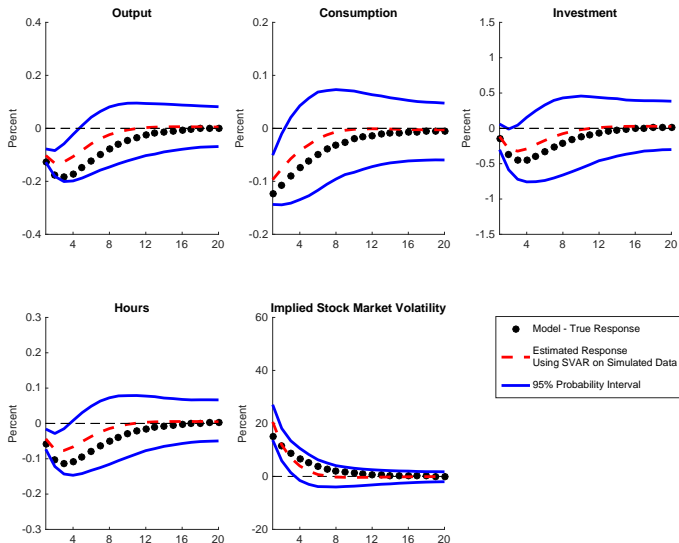 Output
Consumption
Investment
0.4
0.2
0
-0.2
-0.4
Percent
4 8 12 16 20
0.2
0.1
0
-0.1
-0.2
Percent
4 8 12 16 20
1.5
1
0.5
0
-0.5
-1
-1.5
Percent
4 8 12 16 20
Hours
Implied Stock Market Volatility
0.3
0.2
0.1
0
-0.1
-0.2
-0.3
Percent
4 8 12 16 20
60
40
20
0
-20
Percent
4 8 12 16 20
Model - True Response
Estimated Response
Using SVAR on Simulated Data
95% Probability Interval